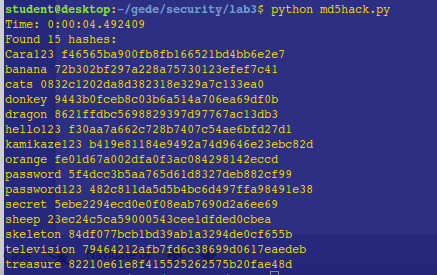 student@desktop:~/gede/security/lab3$ python md5hack.py
Time: 0:00:04.492409
Found 15 hashes:
Cara123 f46565ba900fb8fb166521bd4bb6e2e7
banana 72b302bf297a228a75730123efef7c41
cats 0832c1202da8d382318e329a7c133ea0
donkey 9443b0fceb8c03b6a514a706ea69df0b
dragon 8621ffdbc5698829397d97767ac13db3
hello123 f30aa7a662c728b7407c54ae6bfd27d1
kamikaze123 b419e81184e9492a74d9646e23ebc82d
orange fe01d67a002dfa0f3ac084298142eccd
password 5f4dcc3b5aa765d61d8327deb882cf99
password123 482c811da5d5b4bc6d497ffa98491e38
secret 5ebe2294ecd0e0f08eab7690d2a6ee69
sheep 23ec24c5ca59000543cee1dfded0cbea
skeleton 84df077bcb1bd39ab1a3294de0cf655b
television 79464212afb7fd6c38699d0617eaedeb
treasure 82210e61e8f415525262575b20fae48d